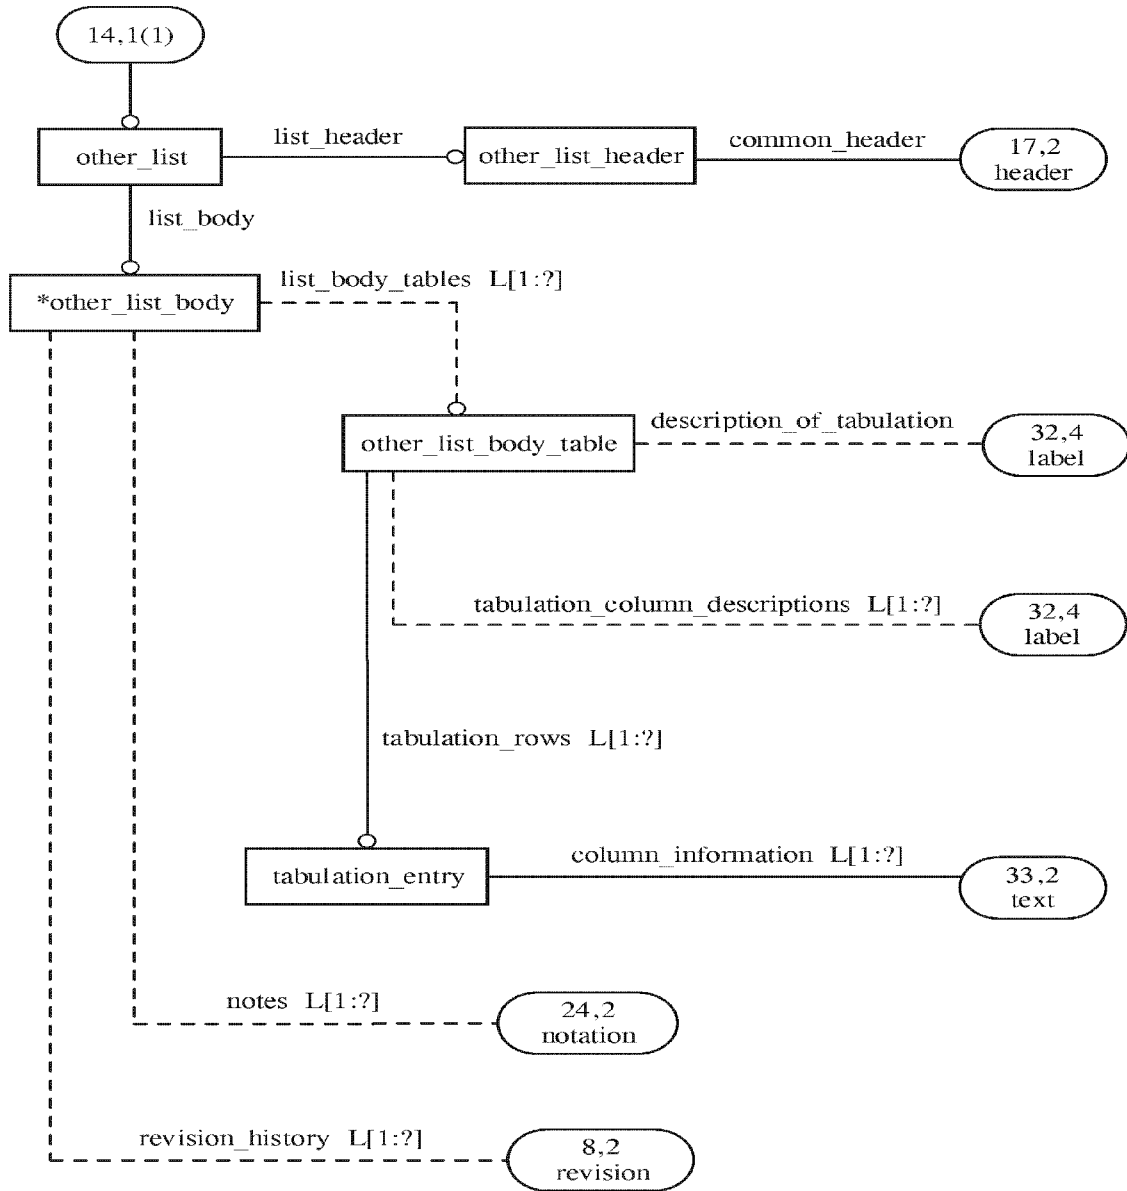 14,1(1)
other_list
list_header
other_list_header
common_header
17,2
header
list_body
*other_list_body
list_body_tables L[1:?]
other_list_body_table
description_of_tabulation
32,4
label
tabulation_column_descriptions L[1:?]
32,4
label
tabulation_rows L[1:?]
tabulation_entry
column_information L[1:?]
33,2
text
notes L[1:?]
24,2
notation
revision_history L[1:?]
8,2
revision